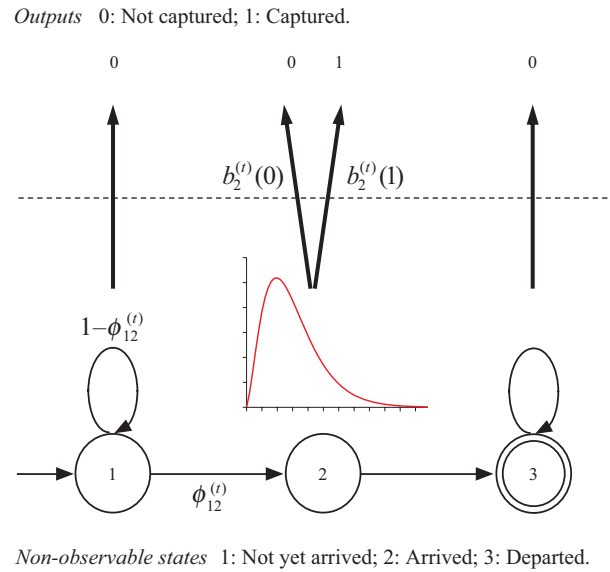 Outputs 0: Not captured; 1: Captured.
0 0 1 0
b₂⁽ᵗ⁾(0) b₂⁽ᵗ⁾(1)
1−ϕ₁₂⁽ᵗ⁾
1 2 3
ϕ₁₂⁽ᵗ⁾
Non-observable states 1: Not yet arrived; 2: Arrived; 3: Departed.